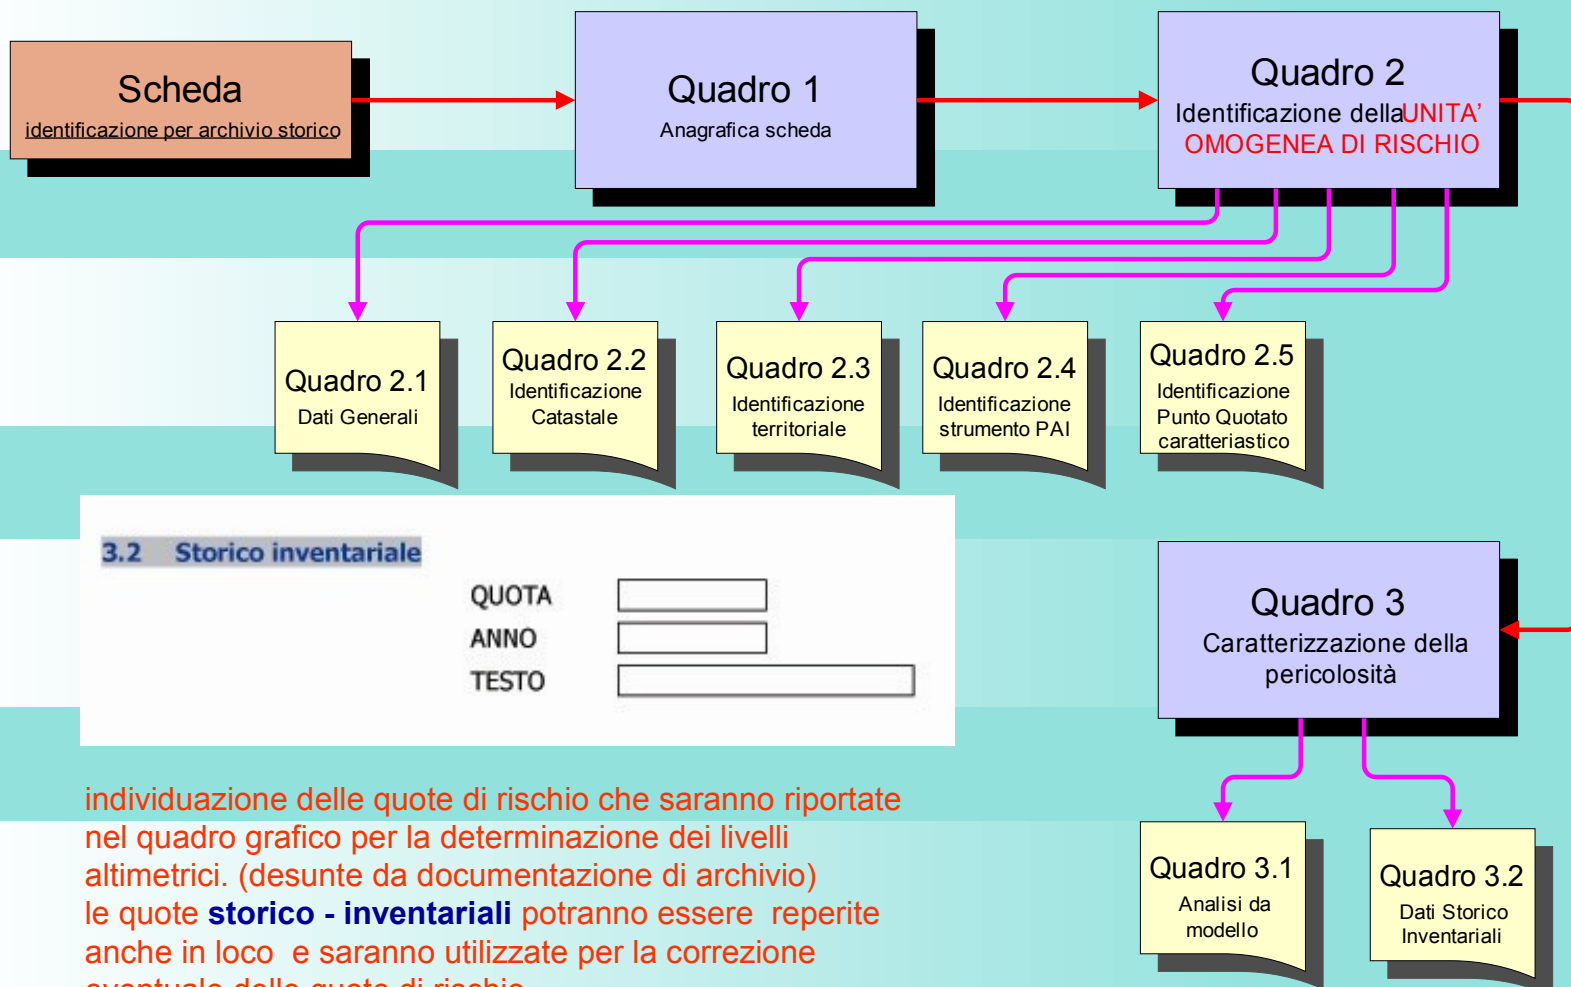 Scheda
identificazione per archivio storico
Quadro 1
Anagrafica scheda
Quadro 2
Identificazione della UNITA'
OMOGENEA DI RISCHIO
Quadro 2.1
Dati Generali
Quadro 2.2
Identificazione
Catastale
Quadro 2.3
Identificazione
territoriale
Quadro 2.4
Identificazione
strumento PAI
Quadro 2.5
Identificazione
Punto Quotato
caratteriastico
3.2 Storico inventariale
QUOTA
ANNO
TESTO
Quadro 3
Caratterizzazione della
pericolosità
individuazione delle quote di rischio che saranno riportate
nel quadro grafico per la determinazione dei livelli
altimetrici. (desunte da documentazione di archivio)
le quote storico - inventariali potranno essere reperite
anche in loco e saranno utilizzate per la correzione
eventuale delle quote di rischio
Quadro 3.1
Analisi da
modello
Quadro 3.2
Dati Storico
Inventariali